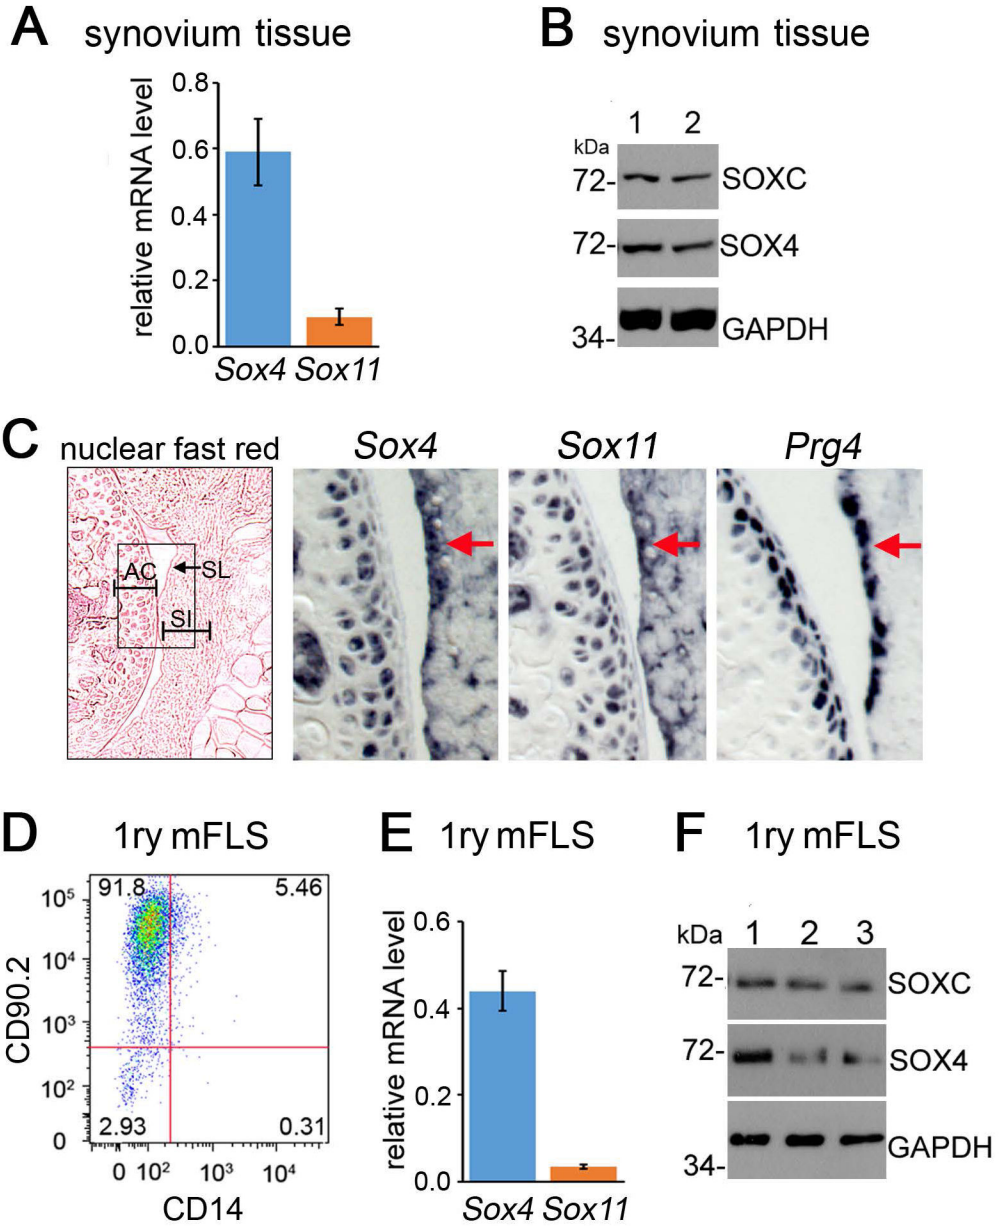 A synovium tissue
relative mRNA level
0.8
0.6
0.4
0.2
0.0
Sox4 Sox11
B synovium tissue
1 2
kDa
72- SOXC
72- SOX4
34- GAPDH
C
nuclear fast red
AC
SL
SI
Sox4
Sox11
Prg4
D 1ry mFLS
CD90.2
91.8 5.46
10⁵
10⁴
10³
10²
0
2.93 0.31
0 10² 10³ 10⁴
CD14
E 1ry mFLS
relative mRNA level
0.6
0.4
0.2
0.0
Sox4 Sox11
F 1ry mFLS
kDa 1 2 3
72- SOXC
72- SOX4
34- GAPDH